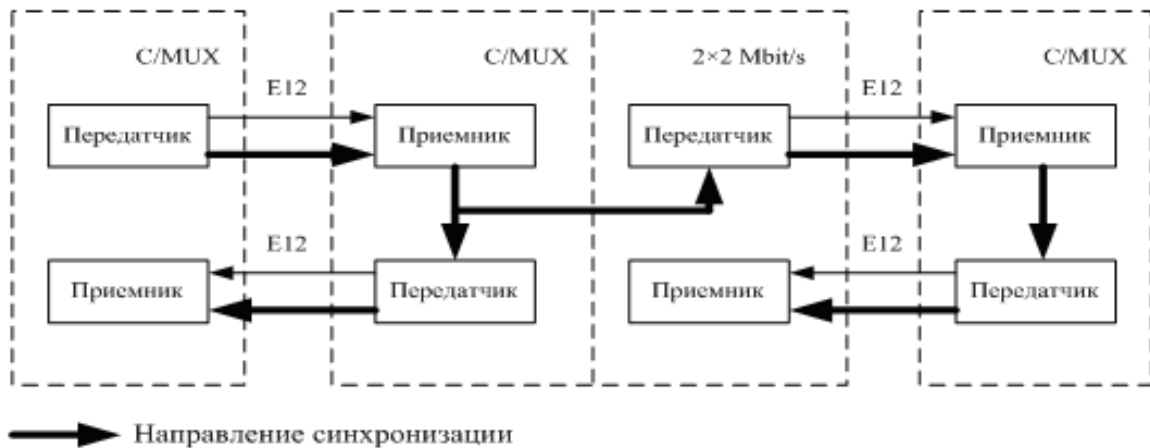 C/MUX
C/MUX
2×2 Mbit/s
C/MUX
E12
E12
Передатчик
Приемник
Передатчик
Приемник
E12
E12
Приемник
Передатчик
Приемник
Передатчик
Направление синхронизации